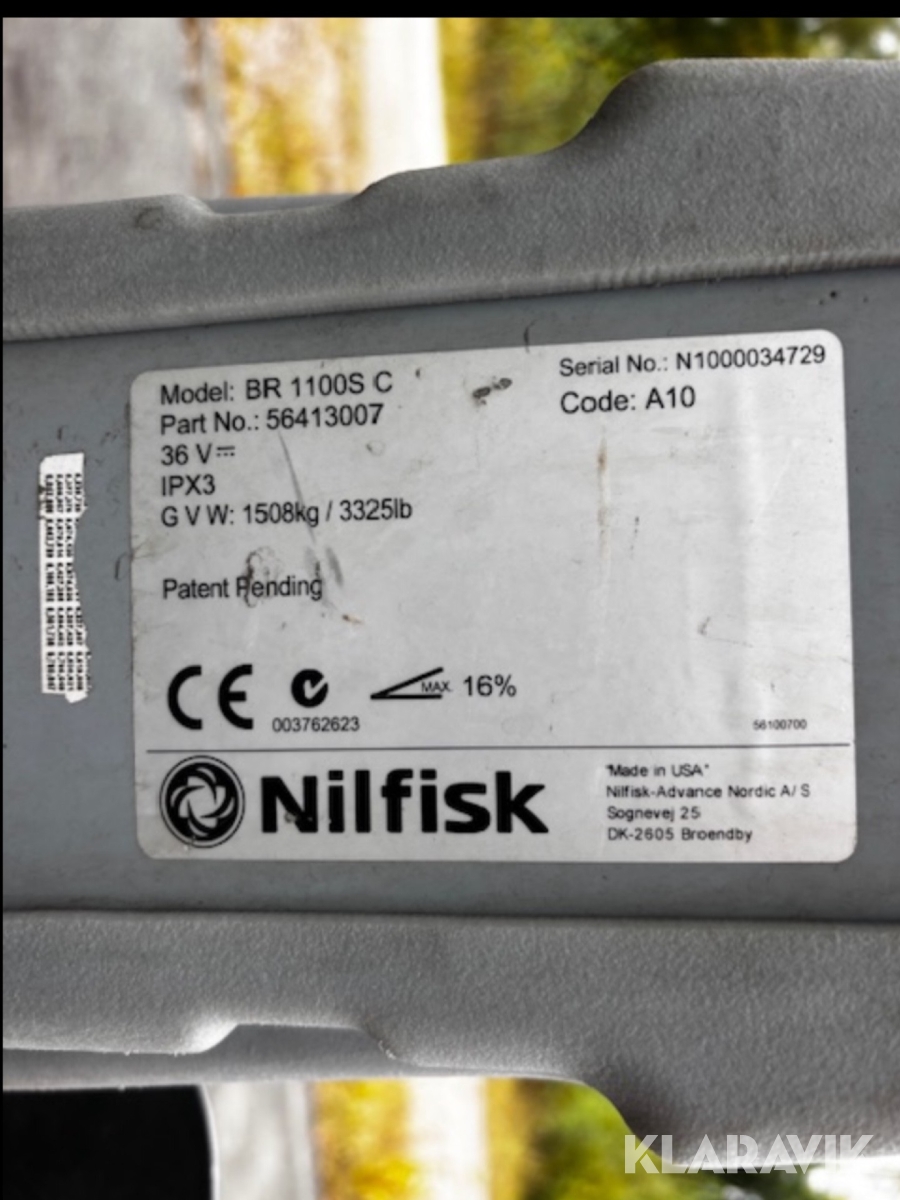 Model: BR 1100S C
Part No.: 56413007
36 V
IPX3
G V W: 1508kg / 3325lb
Patent Pending
Serial No.: N1000034729
Code: A10
CE
MAX. 16%
003762623
56100700
Nilfisk
"Made in USA"
Nilfisk-Advance Nordic A/S
Sognevej 25
DK-2605 Broendby
KLARAVIK